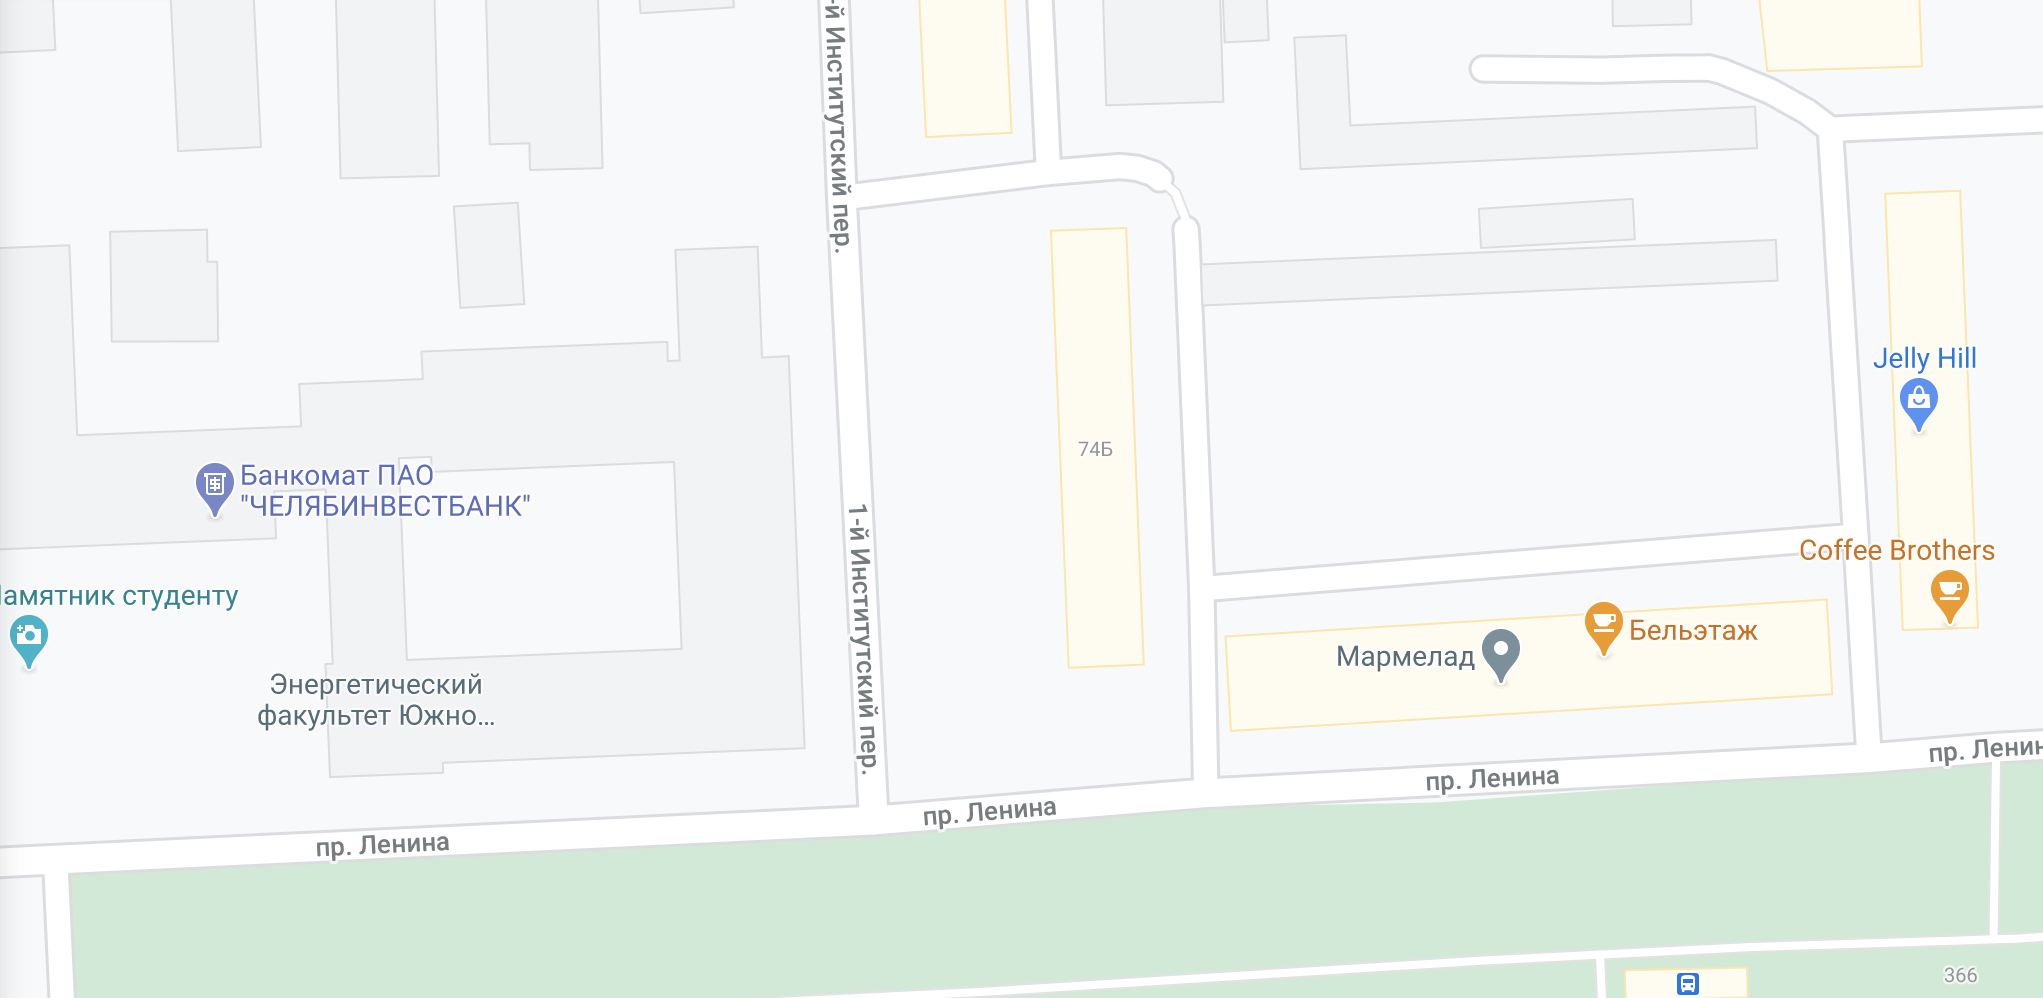 1-й Институтский пер.
74Б
Jelly Hill
Банкомат ПАО
"ЧЕЛЯБИНВЕСТБАНК"
1-й Институтский пер.
Coffee Brothers
амятник студенту
Бельэтаж
Мармелад
Энергетический
факультет Южно...
пр. Ленин
пр. Ленина
пр. Ленина
пр. Ленина
366